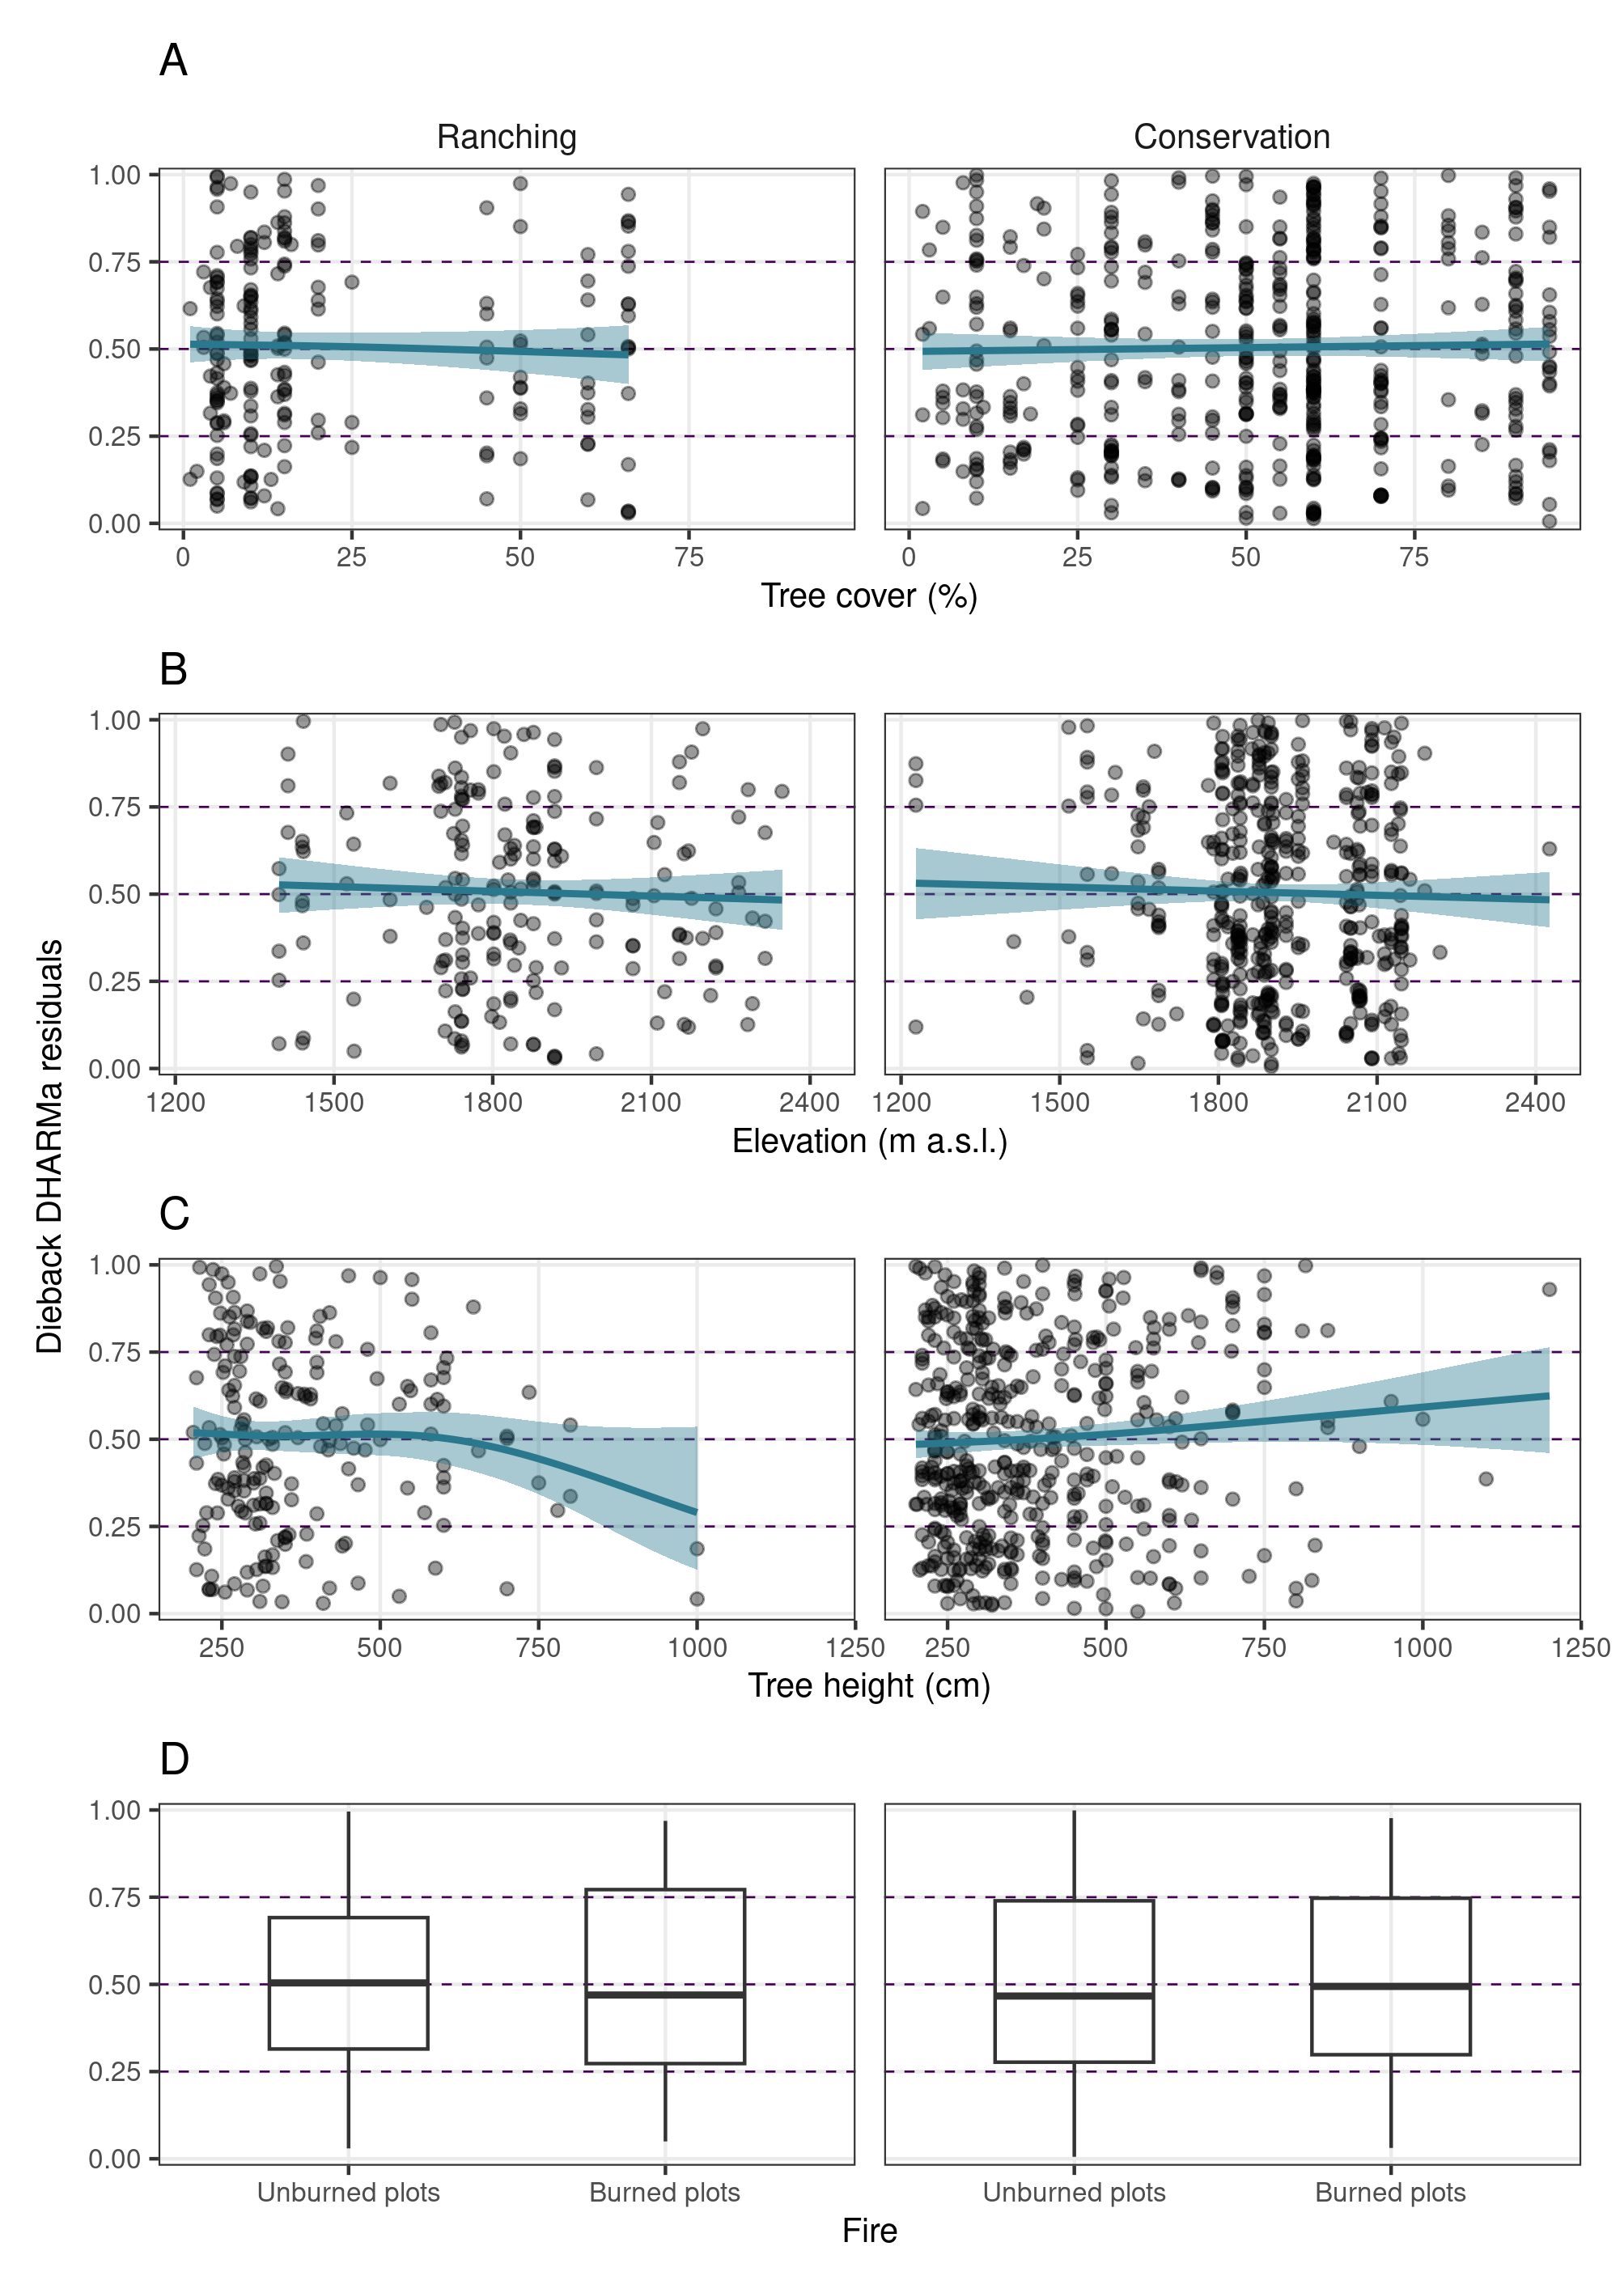 A
Ranching Conservation
1.00
0.75
0.50
0.25
0.00
0 25 50 75 0 25 50 75
Tree cover (%)
B
1.00
0.75
0.50
0.25
0.00
1200 1500 1800 2100 2400 1200 1500 1800 2100 2400
Elevation (m a.s.l.)
Dieback DHARMa residuals
C
1.00
0.75
0.50
0.25
0.00
250 500 750 1000 1250 250 500 750 1000 1250
Tree height (cm)
D
1.00
0.75
0.50
0.25
0.00
Unburned plots Burned plots Unburned plots Burned plots
Fire